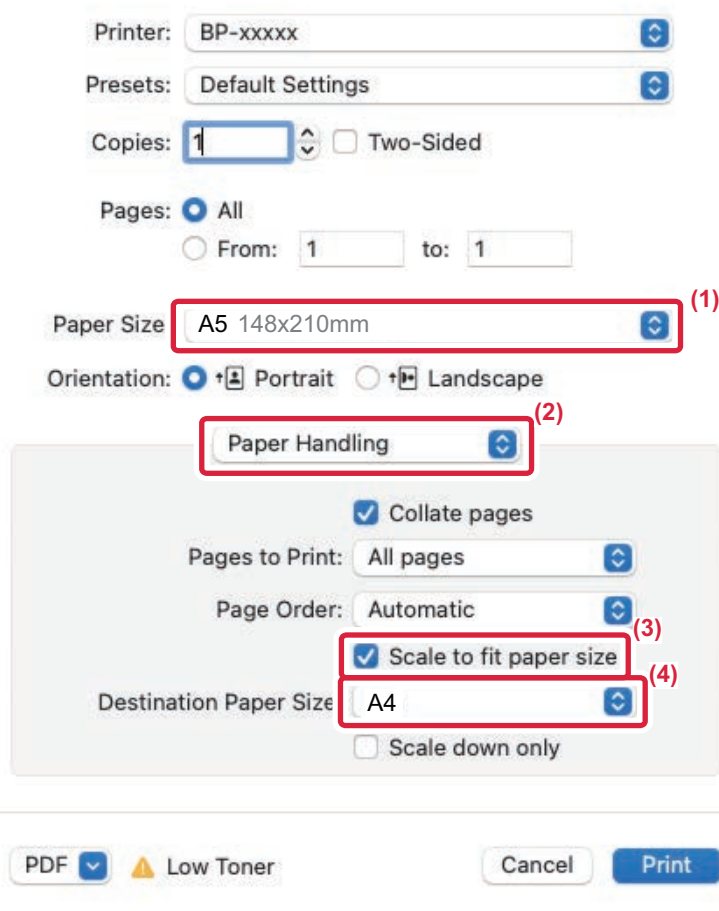 Printer: BP-xxxxx
Presets: Default Settings
Copies: 1 Two-Sided
Pages: All
From: 1 to: 1
(1)
Paper Size A5 148x210mm
Orientation: Portrait Landscape
(2)
Paper Handling
Collate pages
Pages to Print: All pages
Page Order: Automatic
(3)
Scale to fit paper size
(4)
Destination Paper Size A4
Scale down only
PDF Low Toner Cancel Print